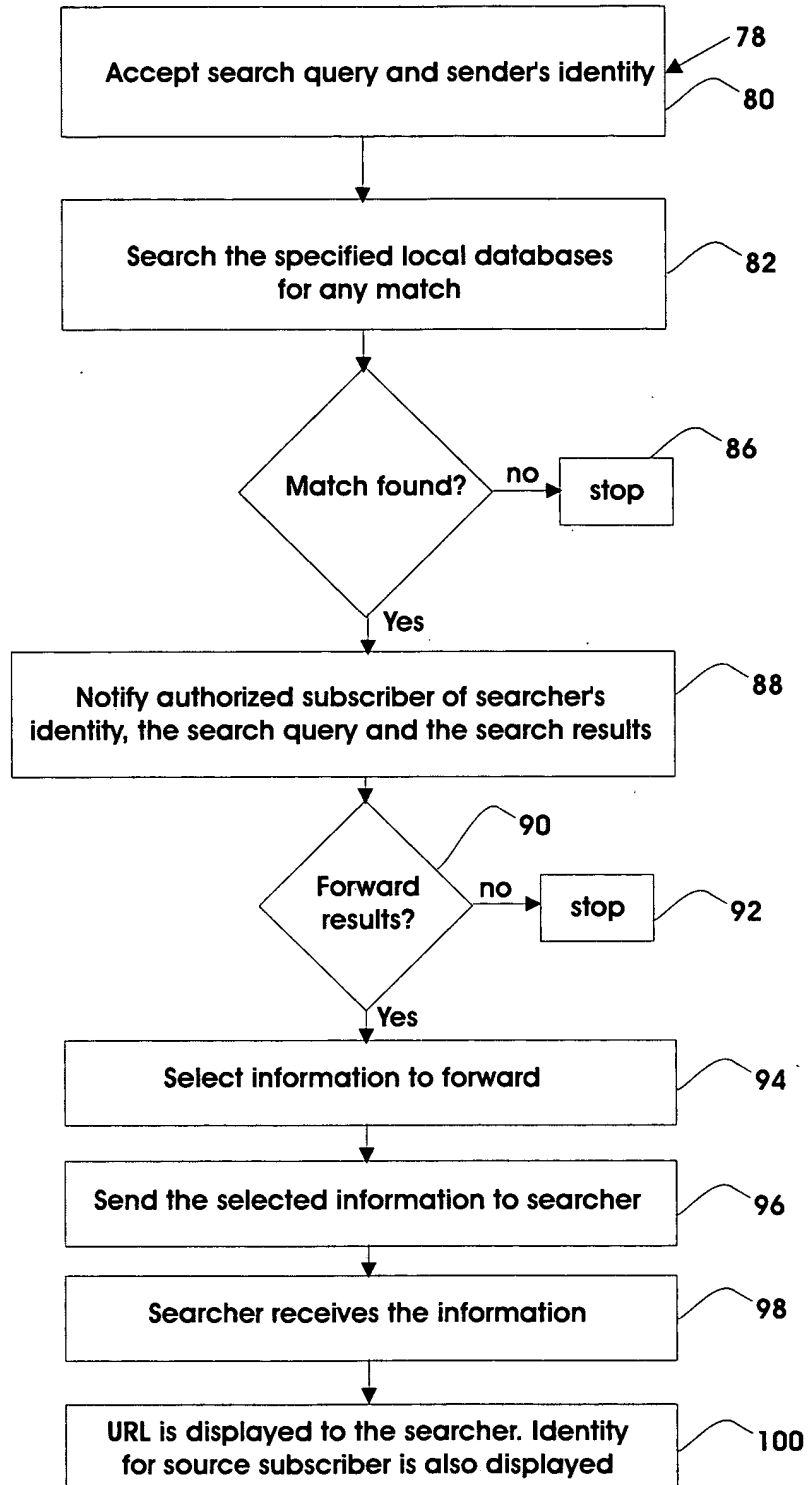 78
Accept search query and sender's identity
80
Search the specified local databases
for any match
82
Match found?
no
stop
86
Yes
Notify authorized subscriber of searcher's
identity, the search query and the search results
88
90
Forward
results?
no
stop
92
Yes
Select information to forward
94
Send the selected information to searcher
96
Searcher receives the information
98
URL is displayed to the searcher. Identity
for source subscriber is also displayed
100